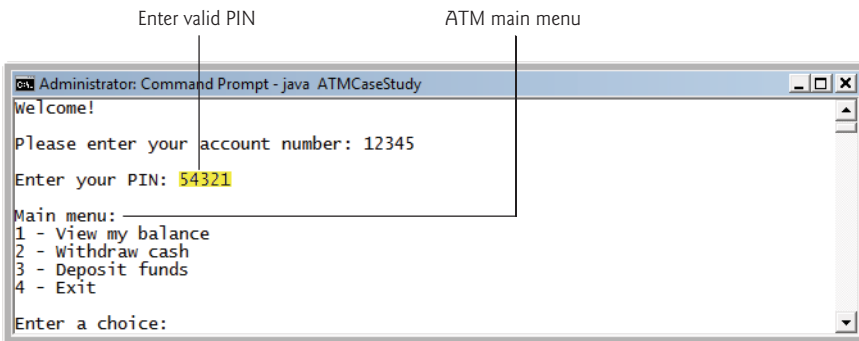 Enter valid PIN
ATM main menu
Administrator: Command Prompt - java ATMCaseStudy
Welcome!
Please enter your account number: 12345
Enter your PIN: 54321
Main menu:
1 - View my balance
2 - Withdraw cash
3 - Deposit funds
4 - Exit
Enter a choice: